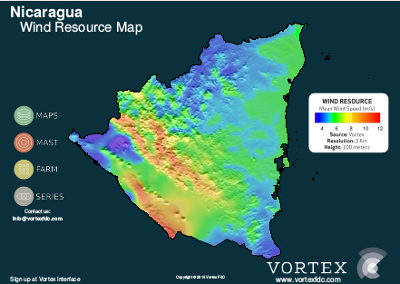 Nicaragua
Wind Resource Map
MAPS
MAST
FARM
SERIES
Contact us:
info@vortexfdc.com
Sign up at Vortex Interface
Copyright © 2014 Vortex FdC
WIND RESOURCE
Mean Wind Speed [m/s]
4 6 8 10 12
Source: Vortex
Resolution: 3 Km
Height: 100 meters
VORTEX
www.vortexfdc.com